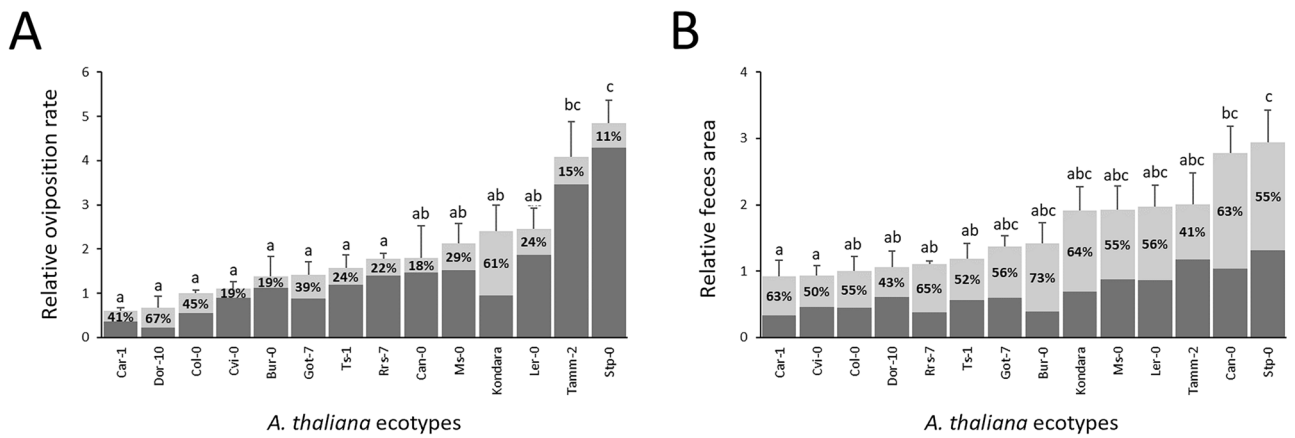 A
Relative oviposition rate
6
5
4
3
2
1
0
a
a
a
a
a
a
a
a
ab
ab
ab
ab
bc
c
41%
67%
45%
19%
19%
39%
24%
22%
18%
29%
61%
24%
15%
11%
Car-1
Dor-10
Col-0
Cvi-0
Bur-0
Got-7
Ts-1
Rrs-7
Can-0
Ms-0
Kondara
Ler-0
Tamm-2
Stp-0
A. thaliana ecotypes
B
Relative feces area
4
3
2
1
0
a
a
ab
ab
ab
ab
abc
abc
abc
abc
abc
abc
bc
c
63%
50%
55%
43%
65%
52%
56%
73%
64%
55%
56%
41%
63%
55%
Car-1
Cvi-0
Col-0
Dor-10
Rrs-7
Ts-1
Got-7
Bur-0
Kondara
Ms-0
Ler-0
Tamm-2
Can-0
Stp-0
A. thaliana ecotypes